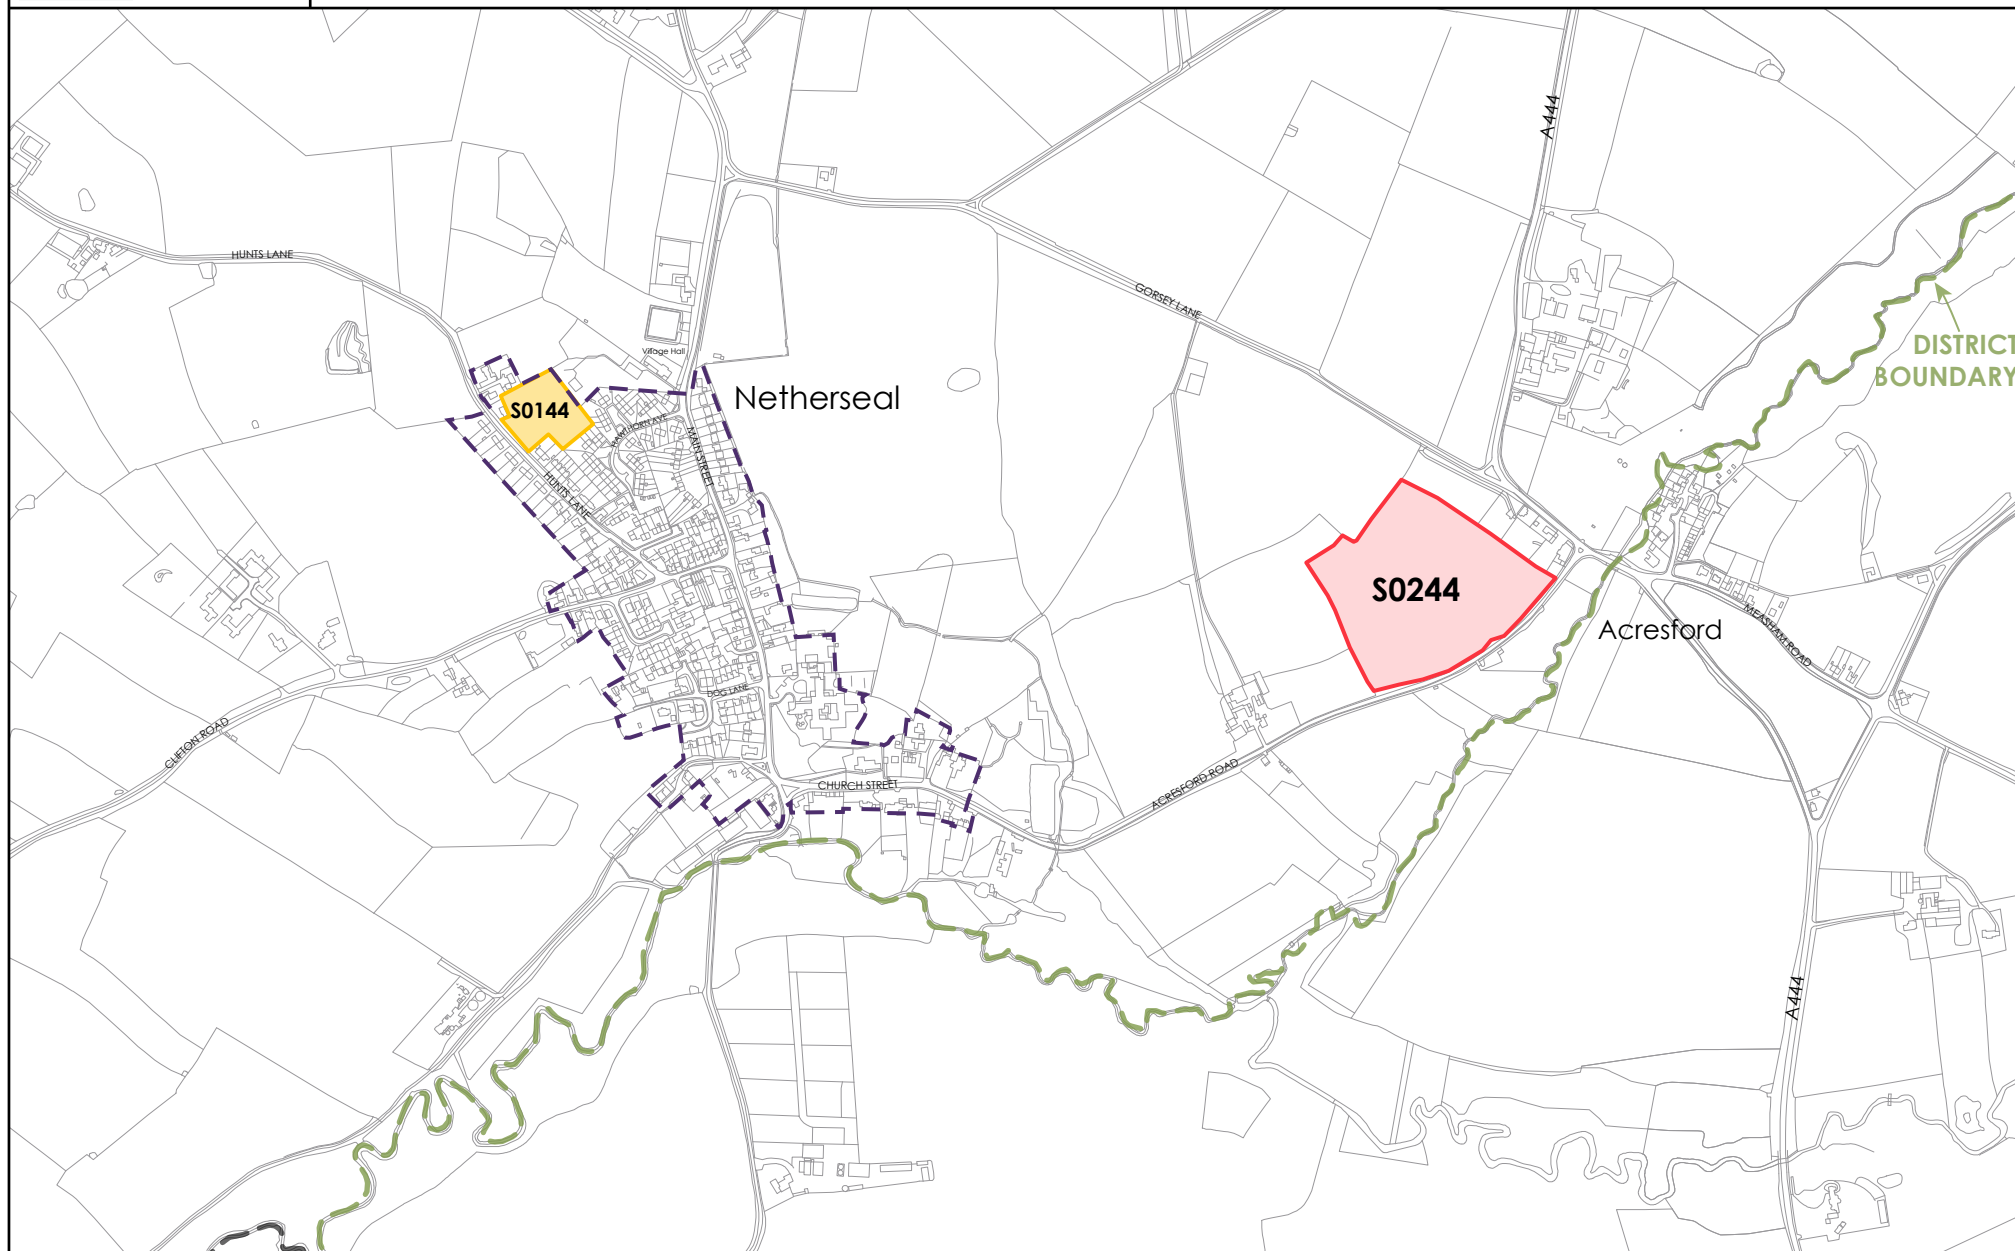 A444
HUNTS LANE
GORSEY LANE
Village Hall
DISTRICT
BOUNDARY
Netherseal
S0144
HAWTHORN AVE
MAIN STREET
HUNTS LANE
S0244
Acresford
MEASHAM ROAD
DOG LANE
CLIFTON ROAD
ACRESFORD ROAD
CHURCH STREET
A444